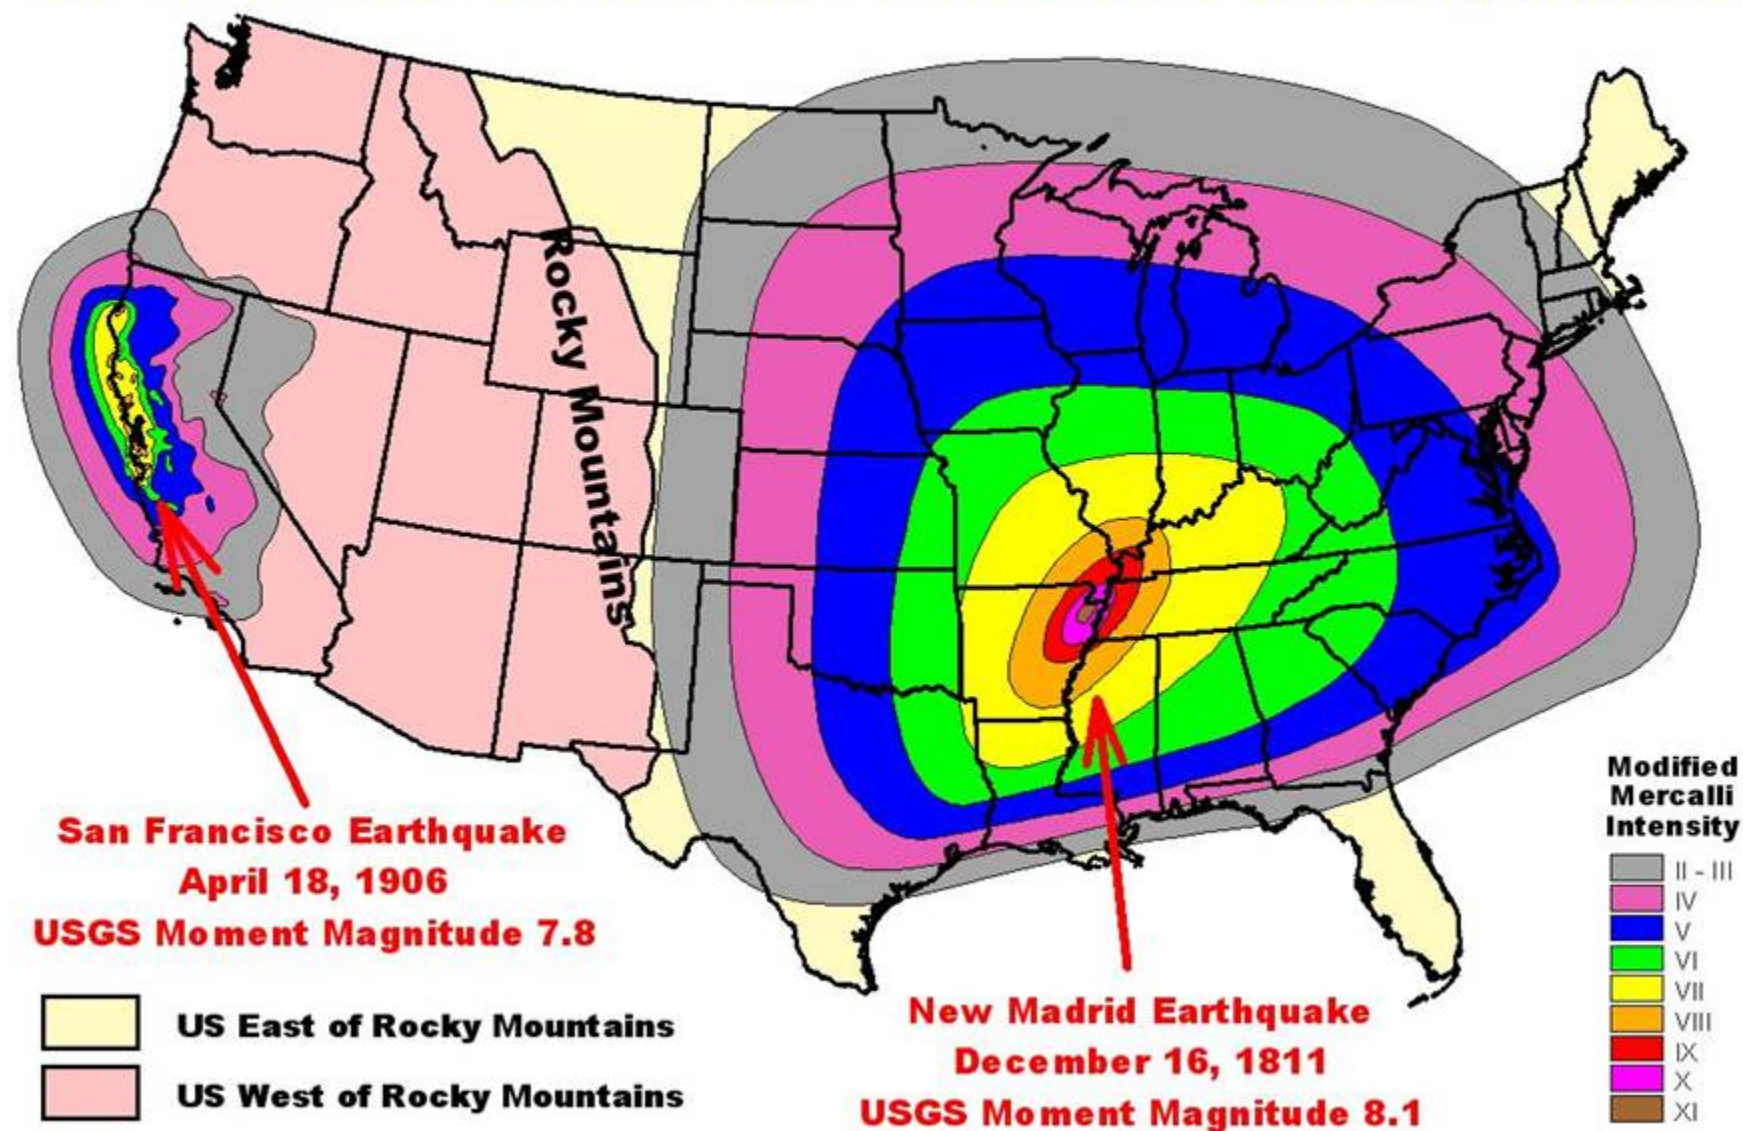 Rocky Mountains
San Francisco Earthquake
April 18, 1906
USGS Moment Magnitude 7.8
US East of Rocky Mountains
US West of Rocky Mountains
New Madrid Earthquake
December 16, 1811
USGS Moment Magnitude 8.1
Modified
Mercalli
Intensity
II - III
IV
V
VI
VII
VIII
IX
X
XI